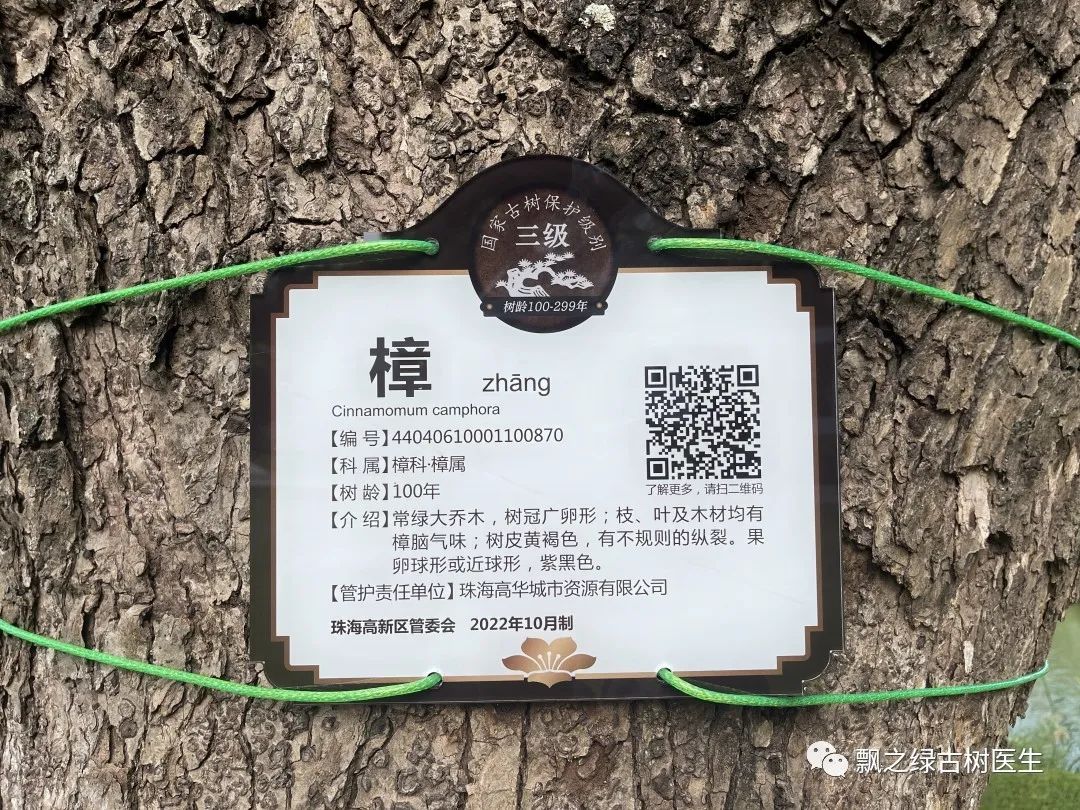 国家古树保护级别
三级
树龄100-299年
樟 zhāng
Cinnamomum camphora
【编 号】44040610001100870
【科 属】樟科·樟属
【树 龄】100年
了解更多，请扫二维码
【介 绍】常绿大乔木，树冠广卵形；枝、叶及木材均有
樟脑气味；树皮黄褐色，有不规则的纵裂。果
卵球形或近球形，紫黑色。
【管护责任单位】珠海高华城市资源有限公司
珠海高新区管委会 2022年10月制
飘之绿古树医生